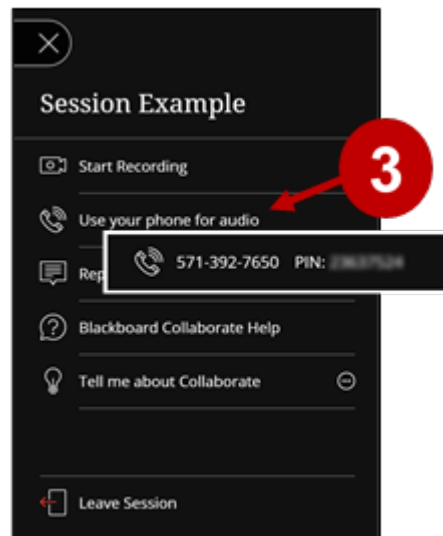 Session Example
Start Recording
3
Use your phone for audio
571-392-7650 PIN:
Rep
Blackboard Collaborate Help
Tell me about Collaborate
Leave Session